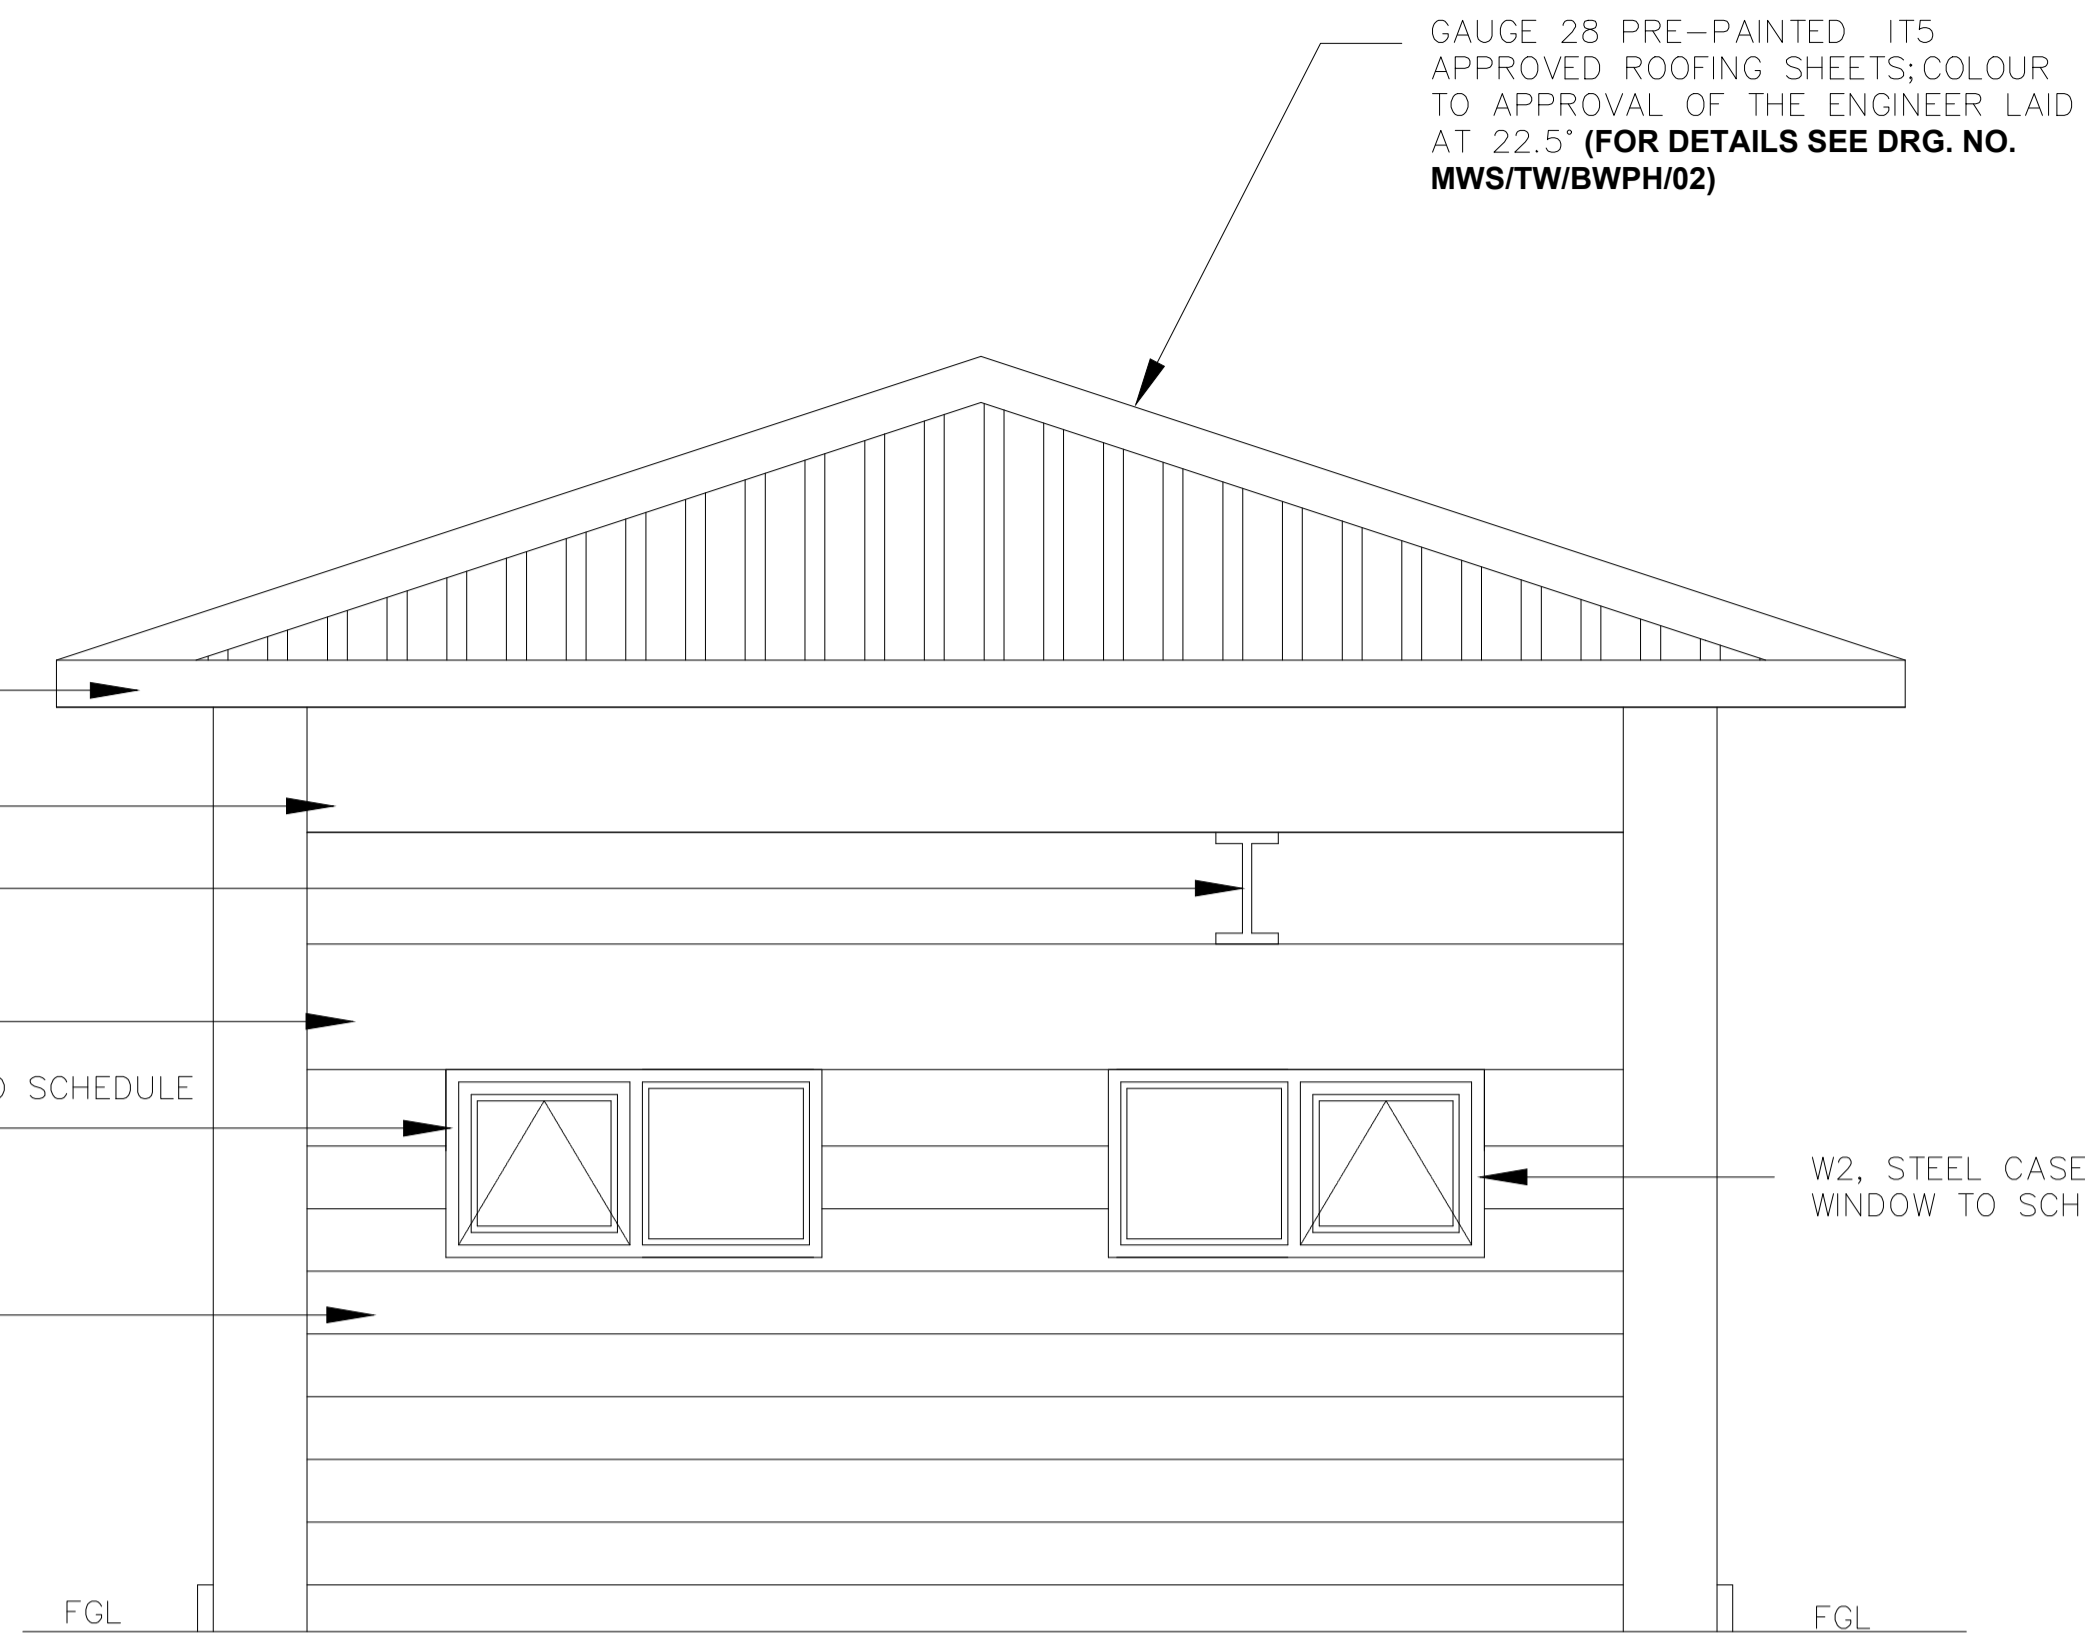 GAUGE 28 PRE-PAINTED IT5
APPROVED ROOFING SHEETS; COLOUR
TO APPROVAL OF THE ENGINEER LAID
AT 22.5° (FOR DETAILS SEE DRG. NO.
MWS/TW/BWPH/02)
SCHEDULE
W2, STEEL CASE
WINDOW TO SCH
FGL
FGL